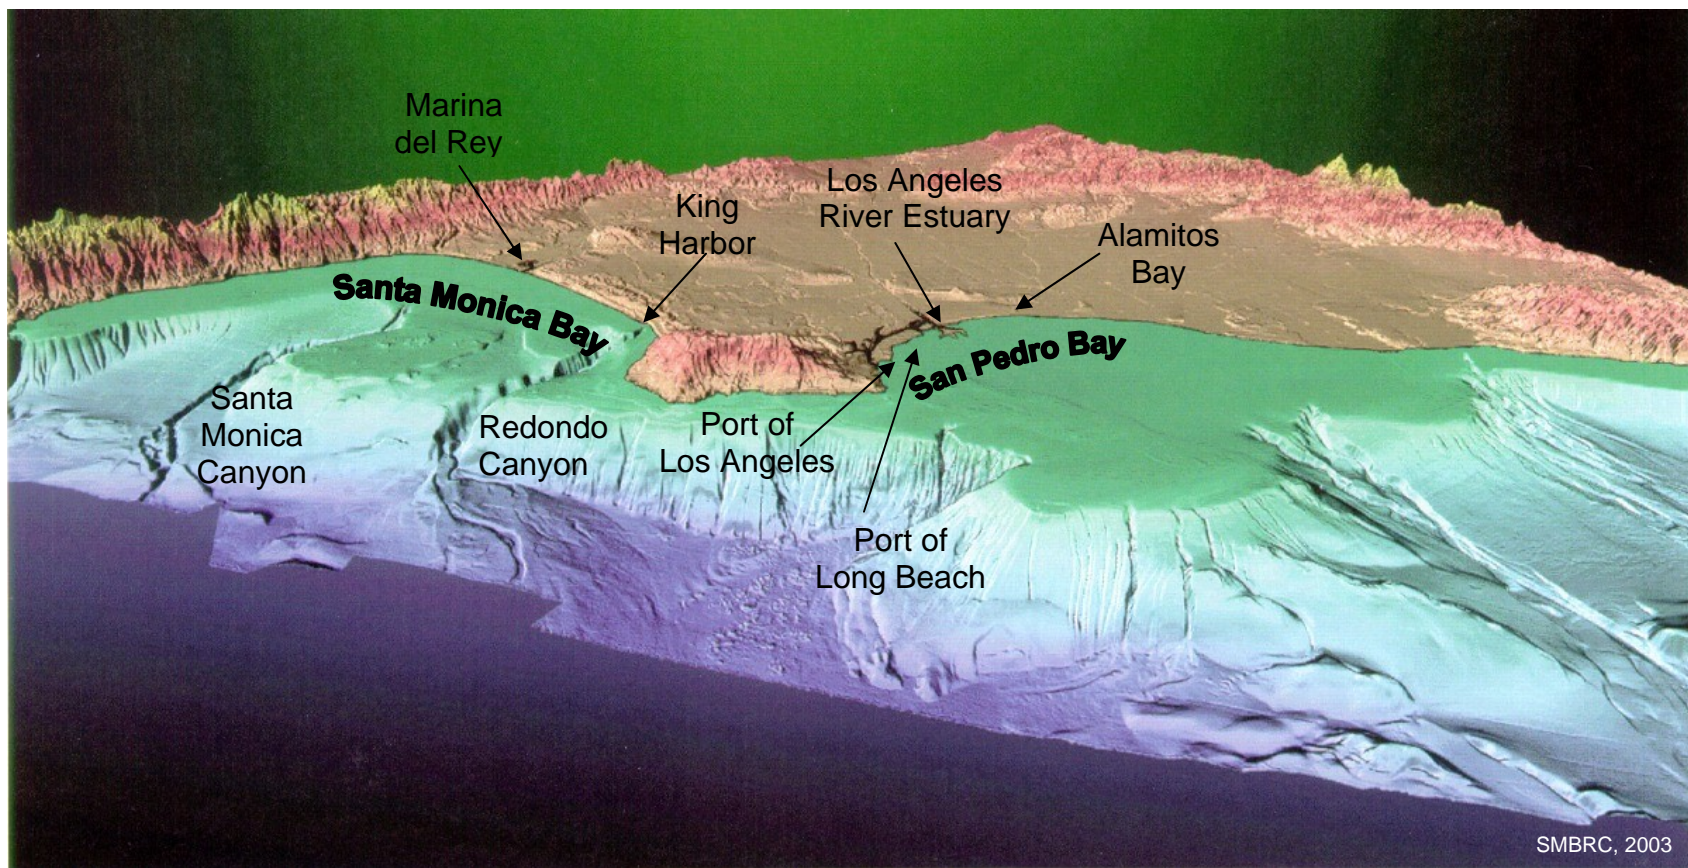 Marina
del Rey
King
Harbor
Los Angeles
River Estuary
Alamitos
Bay
Santa Monica Bay
San Pedro Bay
Santa
Monica
Canyon
Redondo
Canyon
Port of
Los Angeles
Port of
Long Beach
SMBRC, 2003